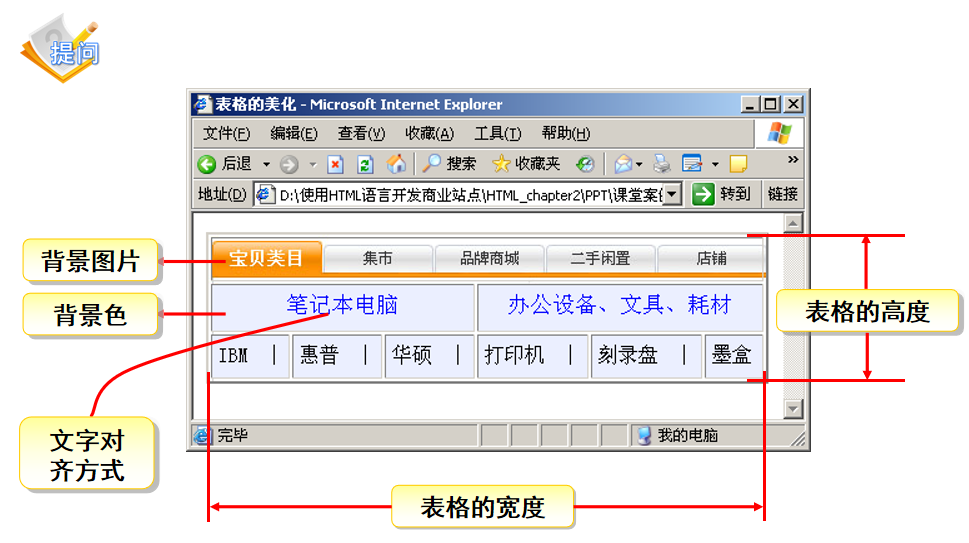 提问
表格的美化 - Microsoft Internet Explorer
文件(F) 编辑(E) 查看(V) 收藏(A) 工具(T) 帮助(H)
后退 搜索 收藏夹 »
地址(D) D:\使用HTML语言开发商业站点\HTML_chapter2\PPT\课堂案 转到 链接
宝贝类目 集市 品牌商城 二手闲置 店铺
背景图片
笔记本电脑 办公设备、文具、耗材
背景色
表格的高度
IBM | 惠普 | 华硕 | 打印机 | 刻录盘 | 墨盒
文字对
齐方式
完毕 我的电脑
表格的宽度